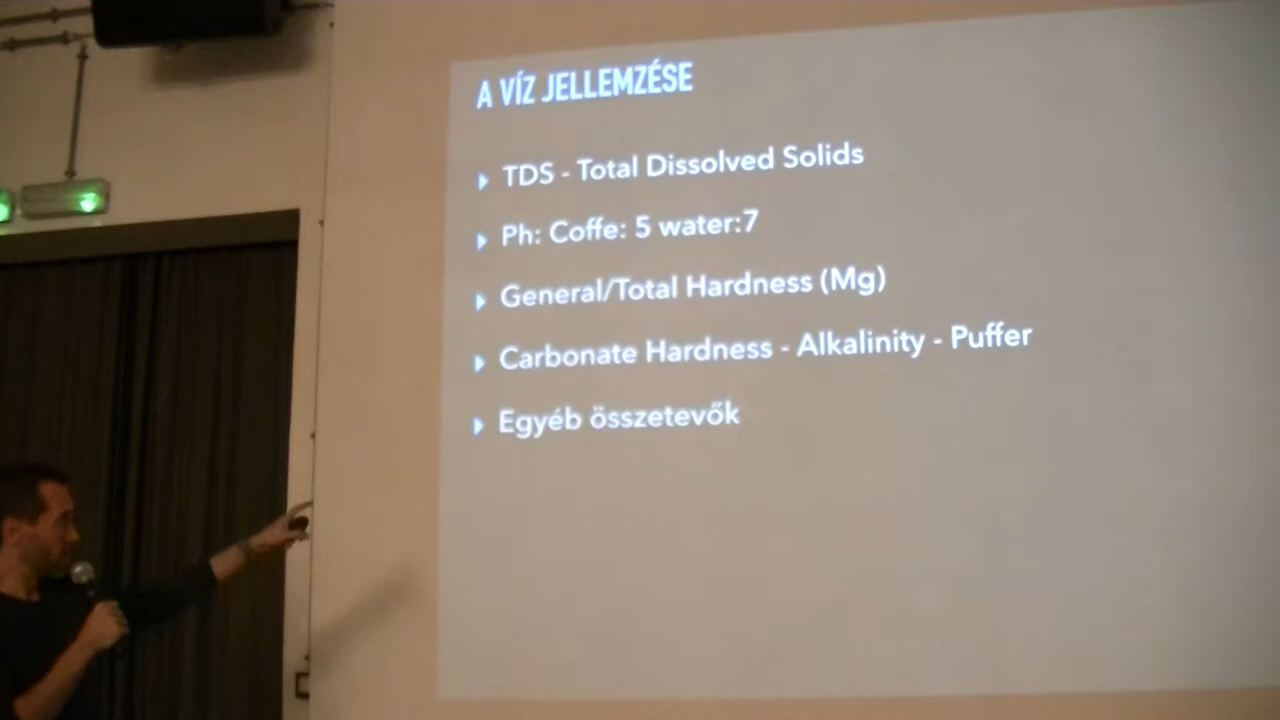 A VÍZ JELLEMZÉSE
TDS - Total Dissolved Solids
Ph: Coffe: 5 water:7
General/Total Hardness (Mg)
Carbonate Hardness - Alkalinity - Puffer
Egyéb összetevők